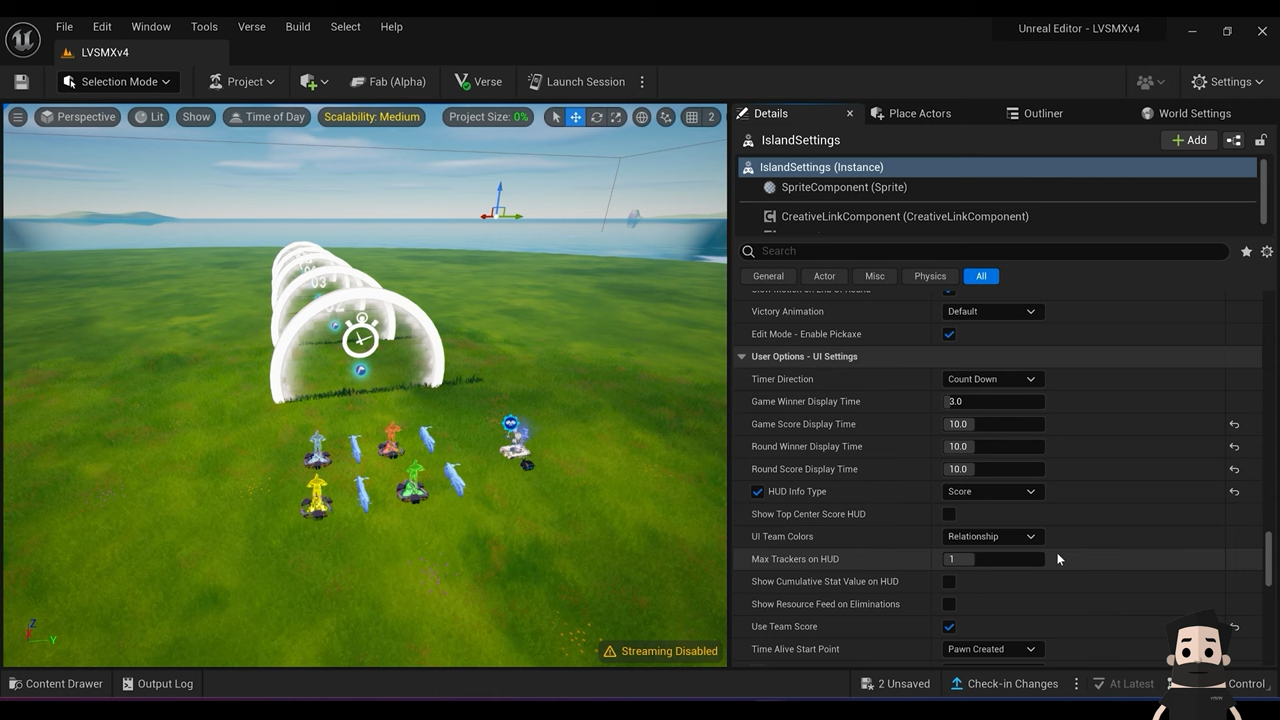 File Edit Window Tools Verse Build Select Help
Unreal Editor - LVSMXv4
LVSMXv4
Selection Mode
Project
Fab (Alpha)
Verse
Launch Session
Settings
Perspective
Lit
Show
Time of Day
Scalability: Medium
Project Size: 0%
2
Details
Place Actors
Outliner
World Settings
IslandSettings
Add
IslandSettings (Instance)
SpriteComponent (Sprite)
CreativeLinkComponent (CreativeLinkComponent)
Search
General Actor Misc Physics All
Victory Animation Default
Edit Mode - Enable Pickaxe
User Options - UI Settings
Timer Direction Count Down
Game Winner Display Time 3.0
Game Score Display Time 10.0
Round Winner Display Time 10.0
Round Score Display Time 10.0
HUD Info Type Score
Show Top Center Score HUD
UI Team Colors Relationship
Max Trackers on HUD 1
Show Cumulative Stat Value on HUD
Show Resource Feed on Eliminations
Use Team Score
Time Alive Start Point Pawn Created
03
Z
Y
Streaming Disabled
Content Drawer
Output Log
2 Unsaved
Check-in Changes
At Latest
Control